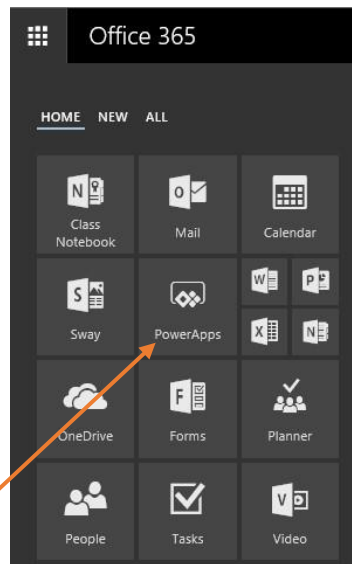 Office 365
HOME NEW ALL
Class
Notebook
Mail
Calendar
Sway
PowerApps
W
P
X
N
OneDrive
Forms
Planner
People
Tasks
Video